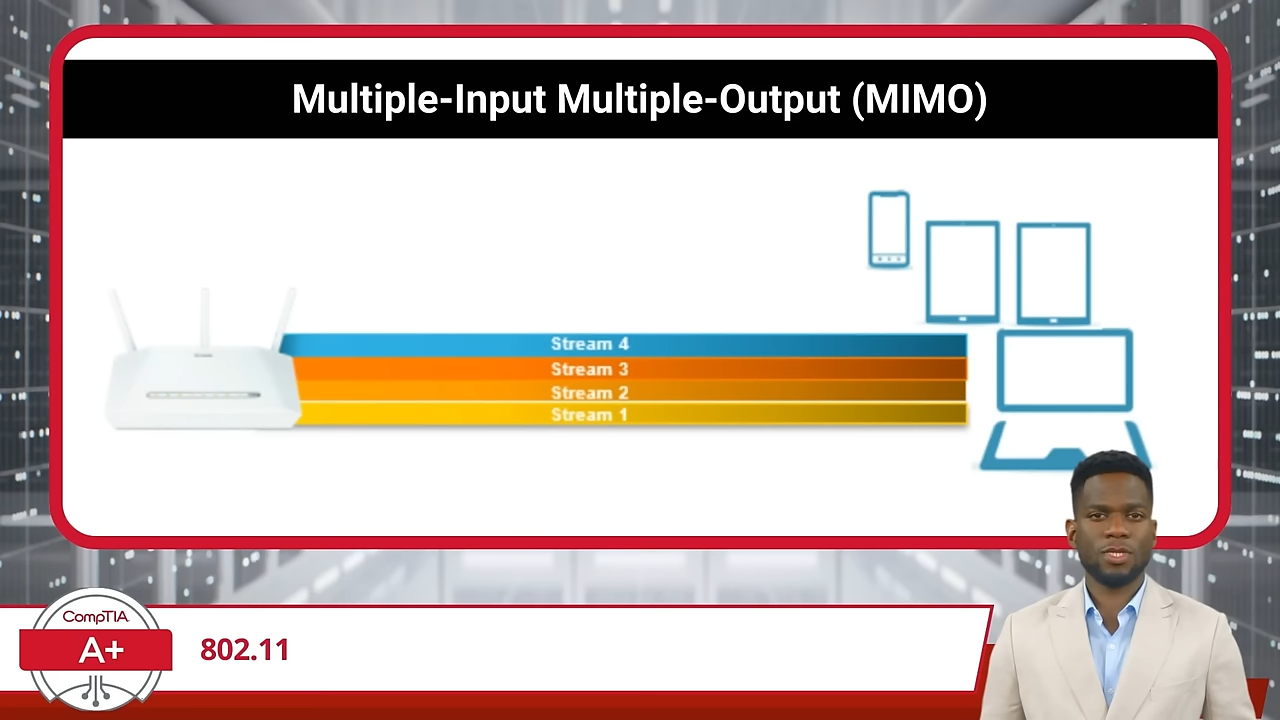 Multiple-Input Multiple-Output (MIMO)
Stream 4
Stream 3
Stream 2
Stream 1
CompTIA
A+
802.11